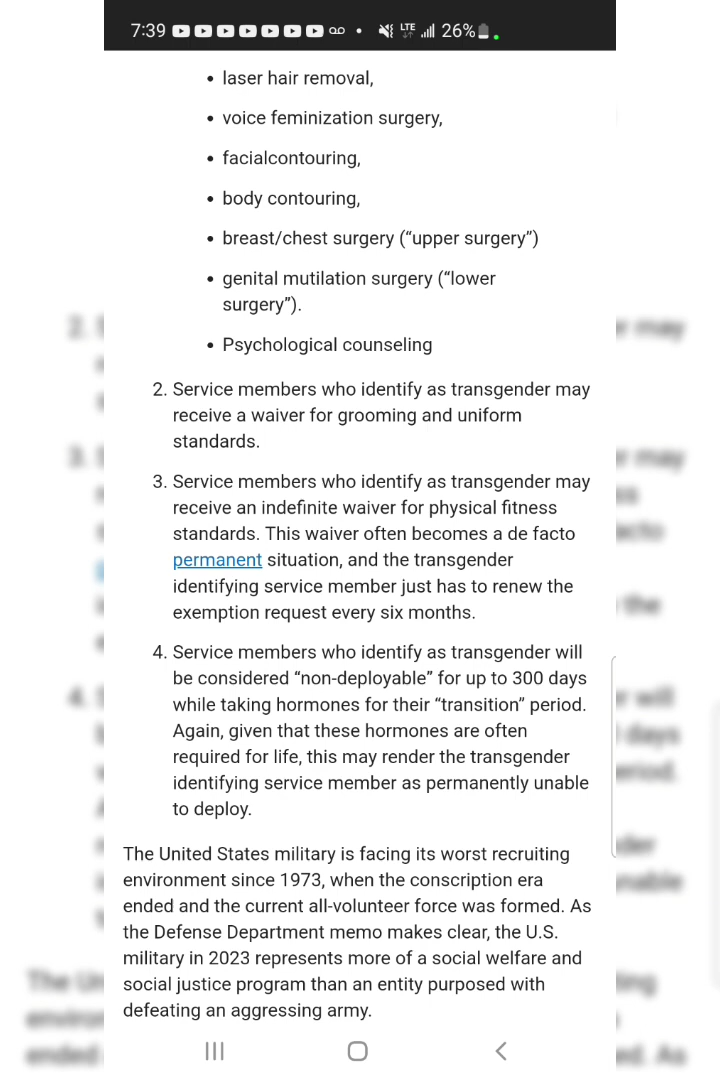 7:39 LTE 26%
• laser hair removal,
• voice feminization surgery,
• facialcontouring,
• body contouring,
• breast/chest surgery (“upper surgery”)
• genital mutilation surgery (“lower
surgery”).
• Psychological counseling
2. Service members who identify as transgender may
receive a waiver for grooming and uniform
standards.
3. Service members who identify as transgender may
receive an indefinite waiver for physical fitness
standards. This waiver often becomes a de facto
permanent situation, and the transgender
identifying service member just has to renew the
exemption request every six months.
4. Service members who identify as transgender will
be considered “non-deployable” for up to 300 days
while taking hormones for their “transition” period.
Again, given that these hormones are often
required for life, this may render the transgender
identifying service member as permanently unable
to deploy.
The United States military is facing its worst recruiting
environment since 1973, when the conscription era
ended and the current all-volunteer force was formed. As
the Defense Department memo makes clear, the U.S.
military in 2023 represents more of a social welfare and
social justice program than an entity purposed with
defeating an aggressing army.